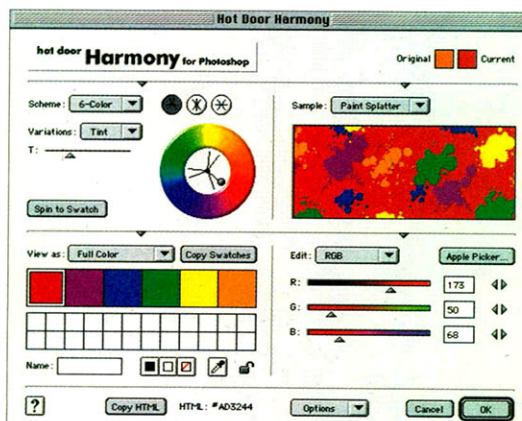 Hot Door Harmony
hot door Harmony for Photoshop
Original Current
Scheme: 6-Color
Sample: Paint Splatter
Variations: Tint
T:
Spin to Swatch
View as: Full Color Copy Swatches
Edit: RGB Apple Picker...
R: 173
G: 50
B: 68
Name:
? Copy HTML HTML: #AD3244 Options Cancel OK